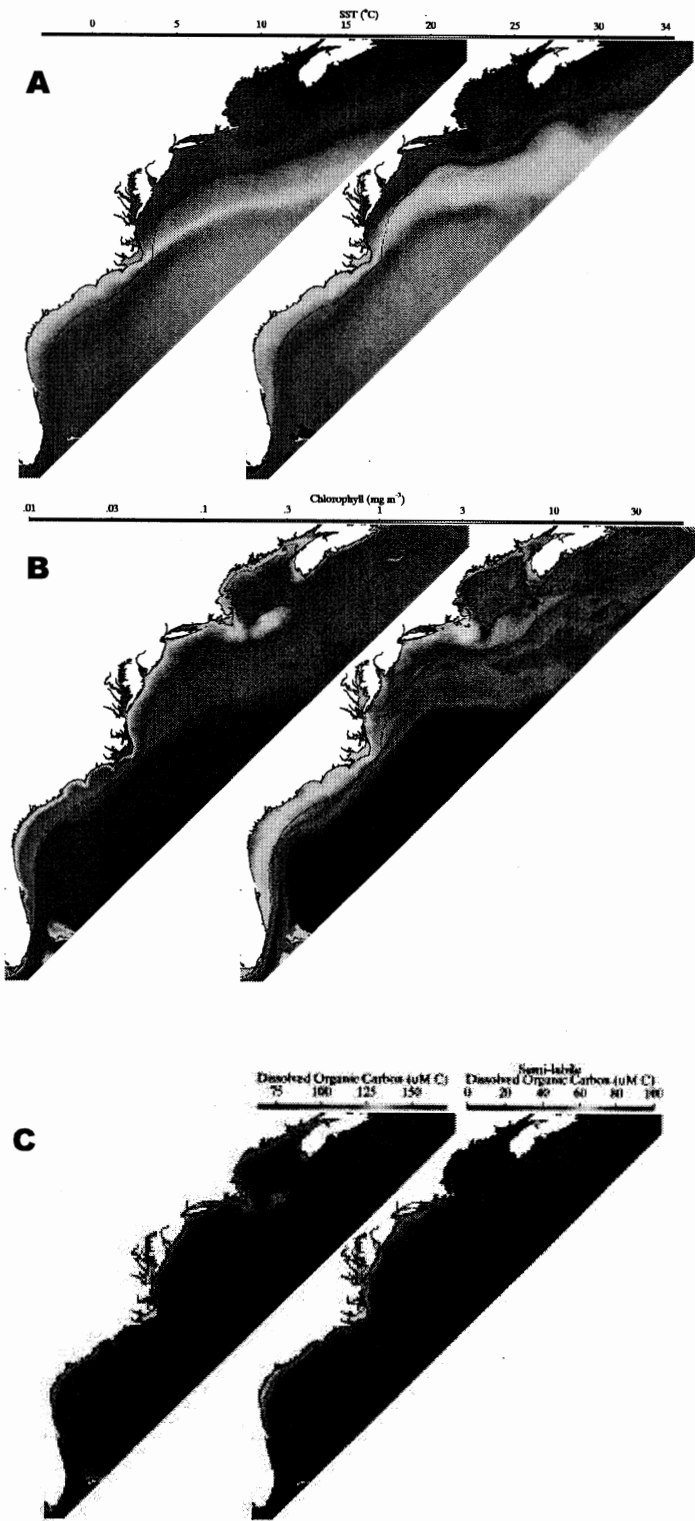 SST (°C)
0 5 10 15 20 25 30 34
A
Chlorophyll (mg m⁻³)
.01 .03 .1 .3 1 3 10 30
B
Semi-labile
Dissolved Organic Carbon (uM C) Dissolved Organic Carbon (uM C)
75 100 125 150 0 20 40 60 80 100
C